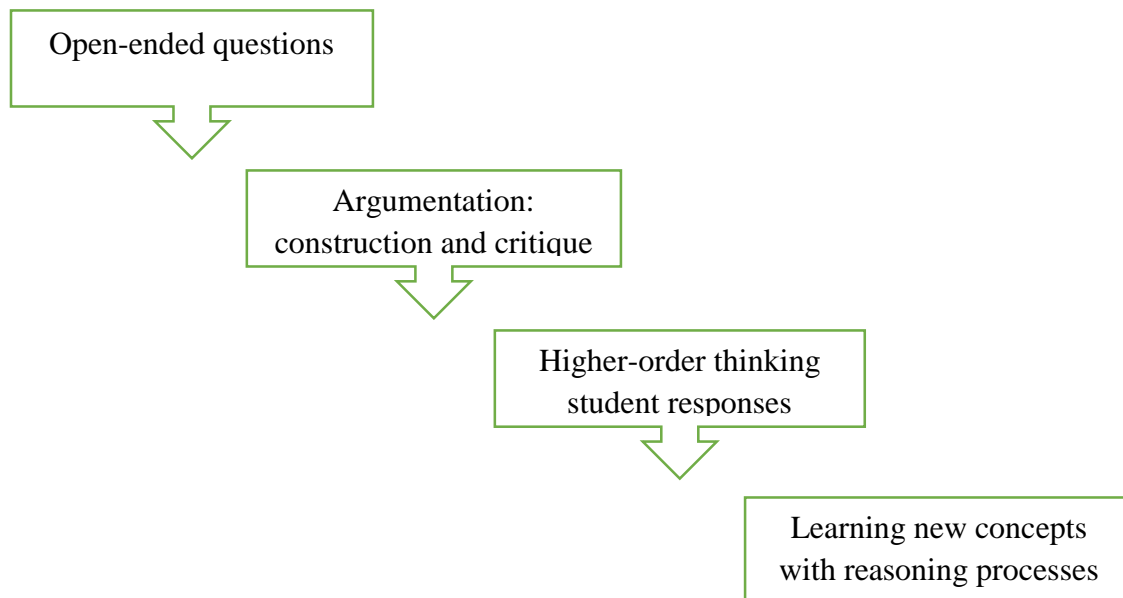 Open-ended questions
Argumentation:
construction and critique
Higher-order thinking
student responses
Learning new concepts
with reasoning processes